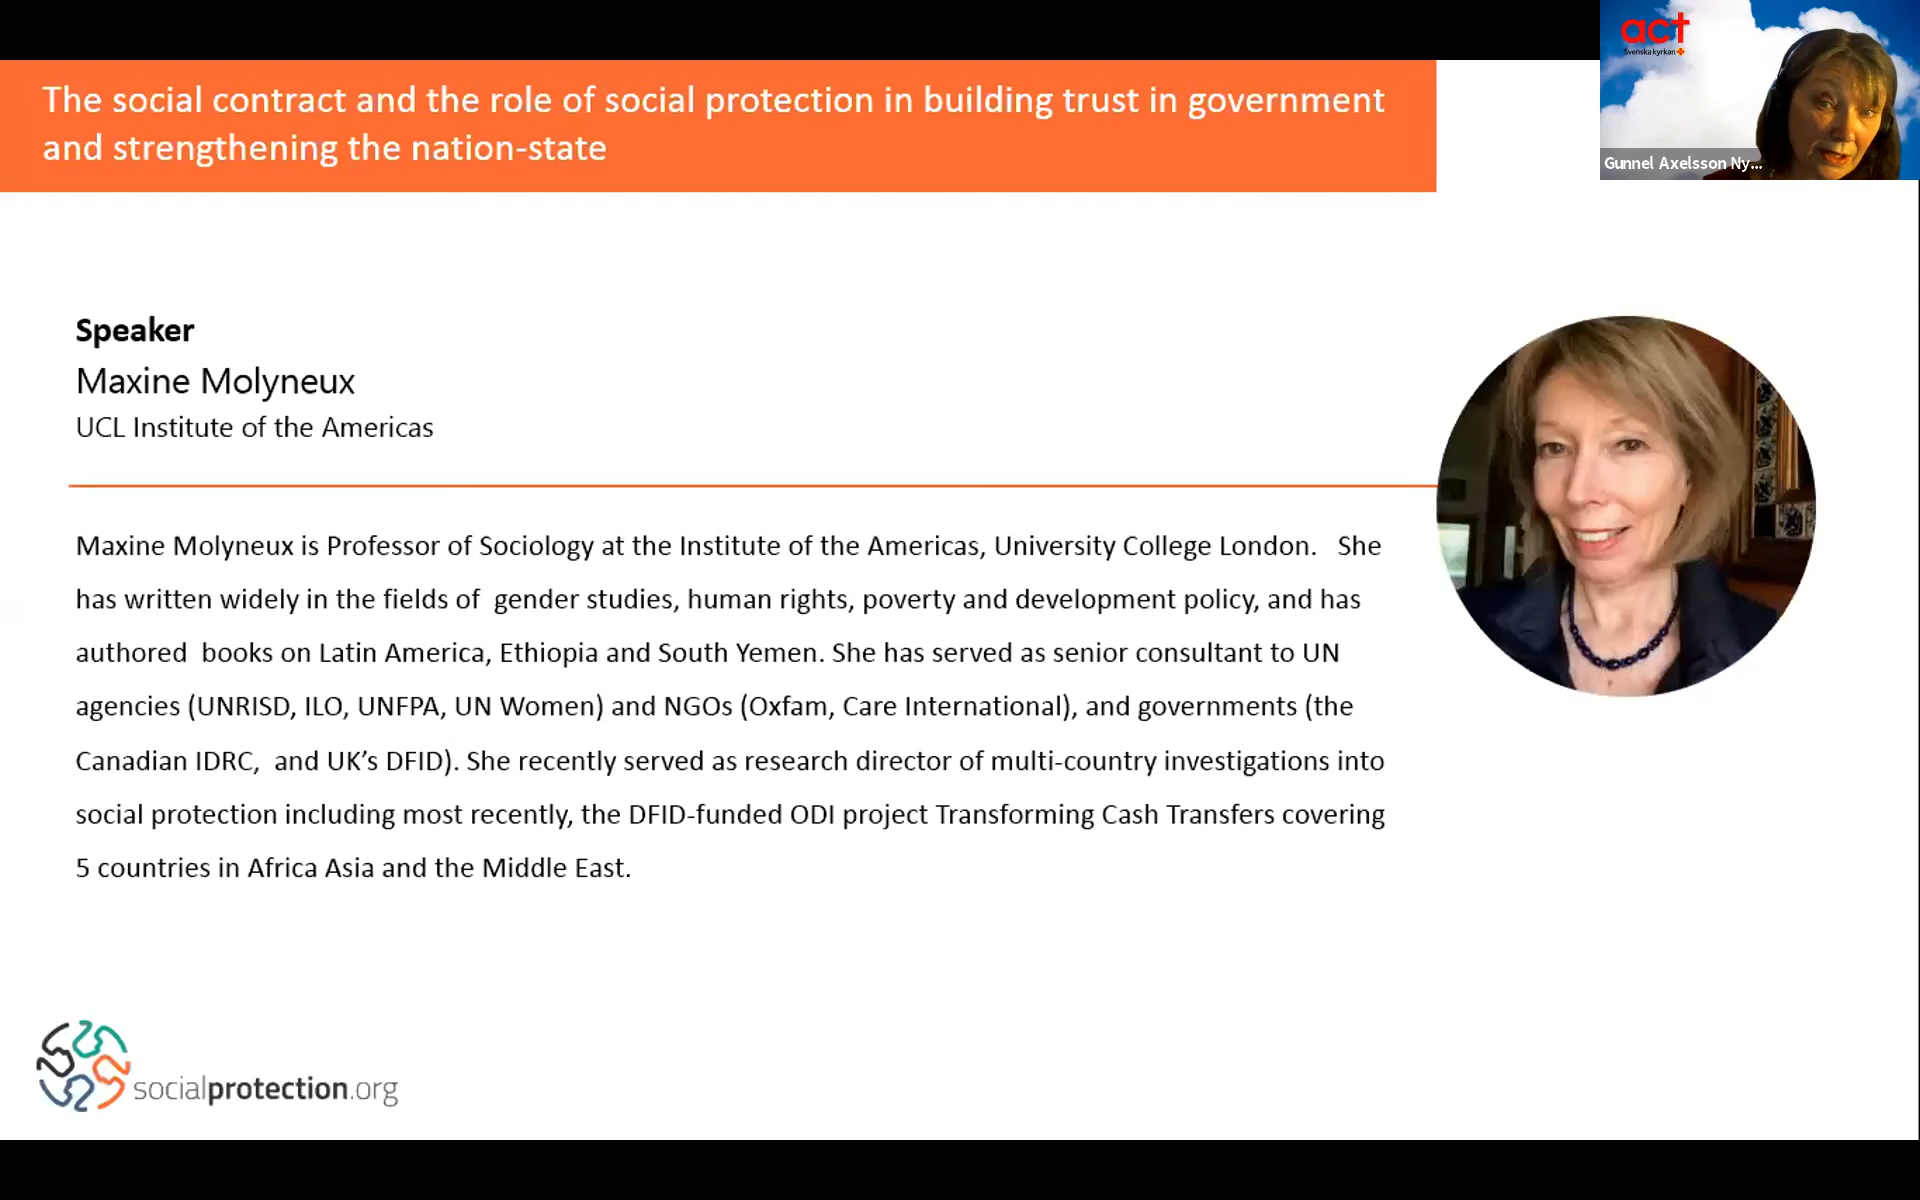 The social contract and the role of social protection in building trust in government
and strengthening the nation-state
act
Svenska kyrkan
Gunnel Axelsson Ny...
Speaker
Maxine Molyneux
UCL Institute of the Americas
Maxine Molyneux is Professor of Sociology at the Institute of the Americas, University College London.   She
has written widely in the fields of  gender studies, human rights, poverty and development policy, and has
authored  books on Latin America, Ethiopia and South Yemen. She has served as senior consultant to UN
agencies (UNRISD, ILO, UNFPA, UN Women) and NGOs (Oxfam, Care International), and governments (the
Canadian IDRC,  and UK’s DFID). She recently served as research director of multi-country investigations into
social protection including most recently, the DFID-funded ODI project Transforming Cash Transfers covering
5 countries in Africa Asia and the Middle East.
socialprotection.org